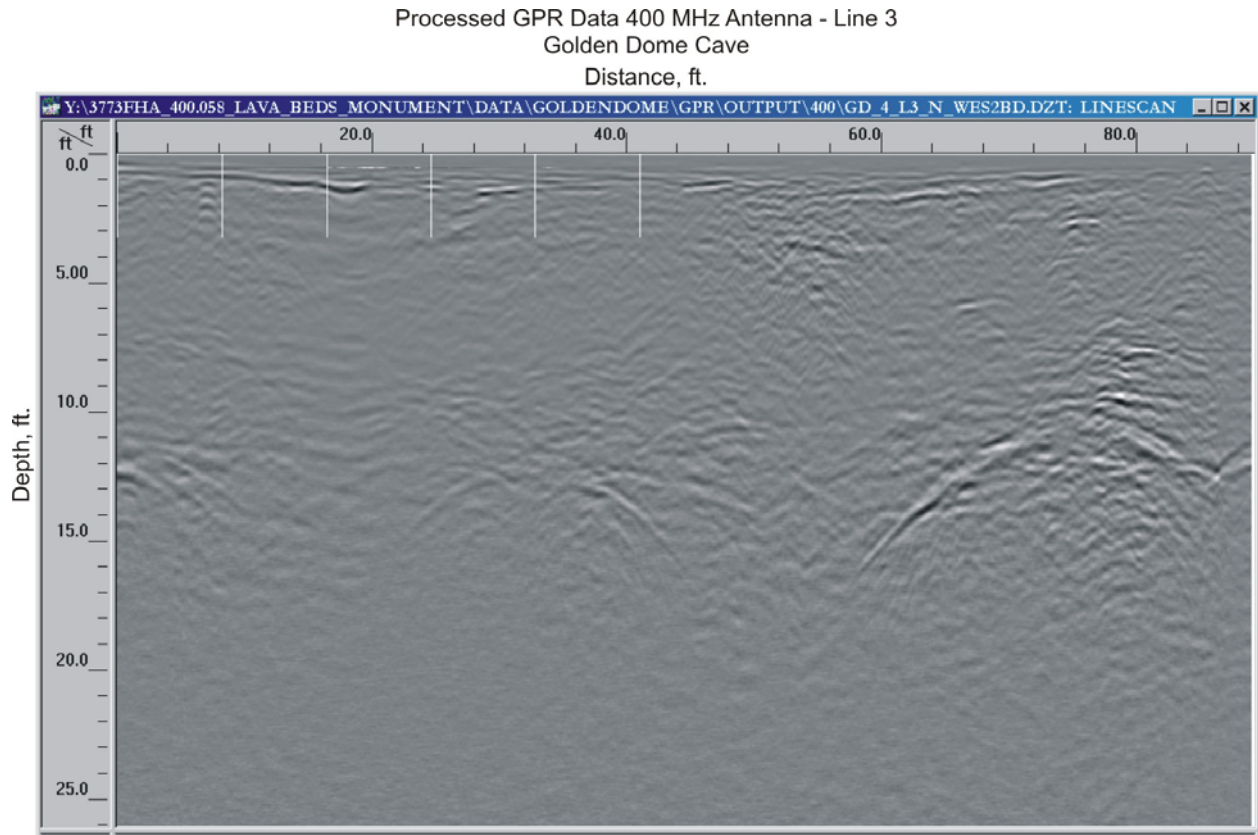 Processed GPR Data 400 MHz Antenna - Line 3
Golden Dome Cave
Distance, ft.
Y:\3773FHA_400.058_LAVA_BEDS_MONUMENT\DATA\GOLDENDOME\GPR\OUTPUT\400\GD_4_L3_N_WES2BD.DZT: LINESCAN
ft/ft 20.0 40.0 60.0 80.0
0.0
5.00
10.0
Depth, ft.
15.0
20.0
25.0